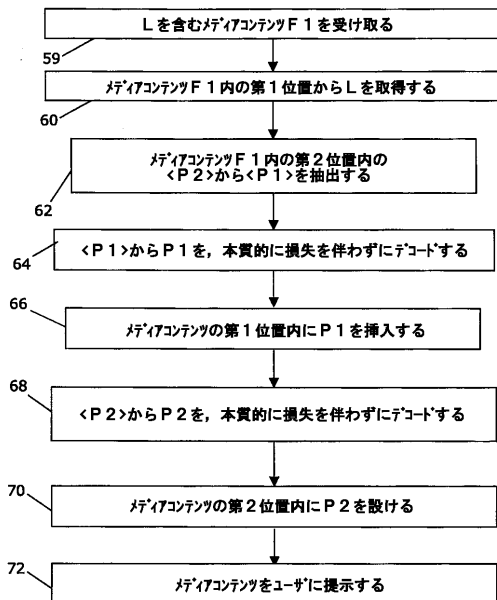 Lを含むメディアコンテンツF1を受け取る
59
メディアコンテンツF1内の第1位置からLを取得する
60
メディアコンテンツF1内の第2位置内の
<P2>から<P1>を抽出する
62
<P1>からP1を,本質的に損失を伴わずにデコードする
64
66
メディアコンテンツの第1位置内にP1を挿入する
68
<P2>からP2を,本質的に損失を伴わずにデコードする
70
メディアコンテンツの第2位置内にP2を設ける
72
メディアコンテンツをユーザに提示する